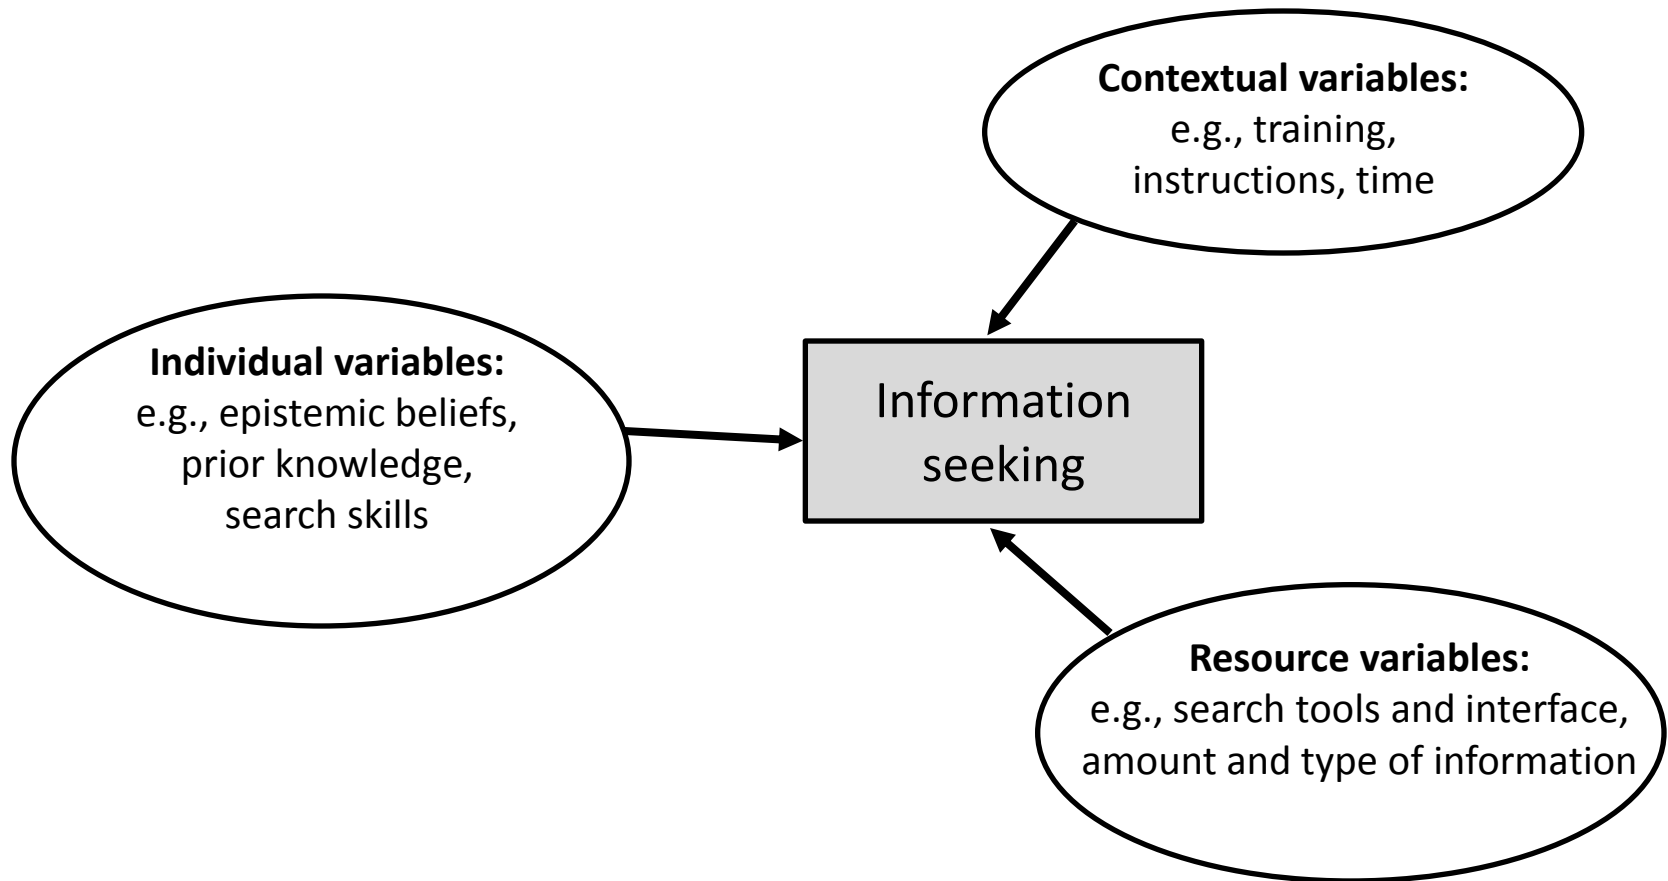 Contextual variables:
e.g., training,
instructions, time
Individual variables:
e.g., epistemic beliefs,
prior knowledge,
search skills
Information
seeking
Resource variables:
e.g., search tools and interface,
amount and type of information